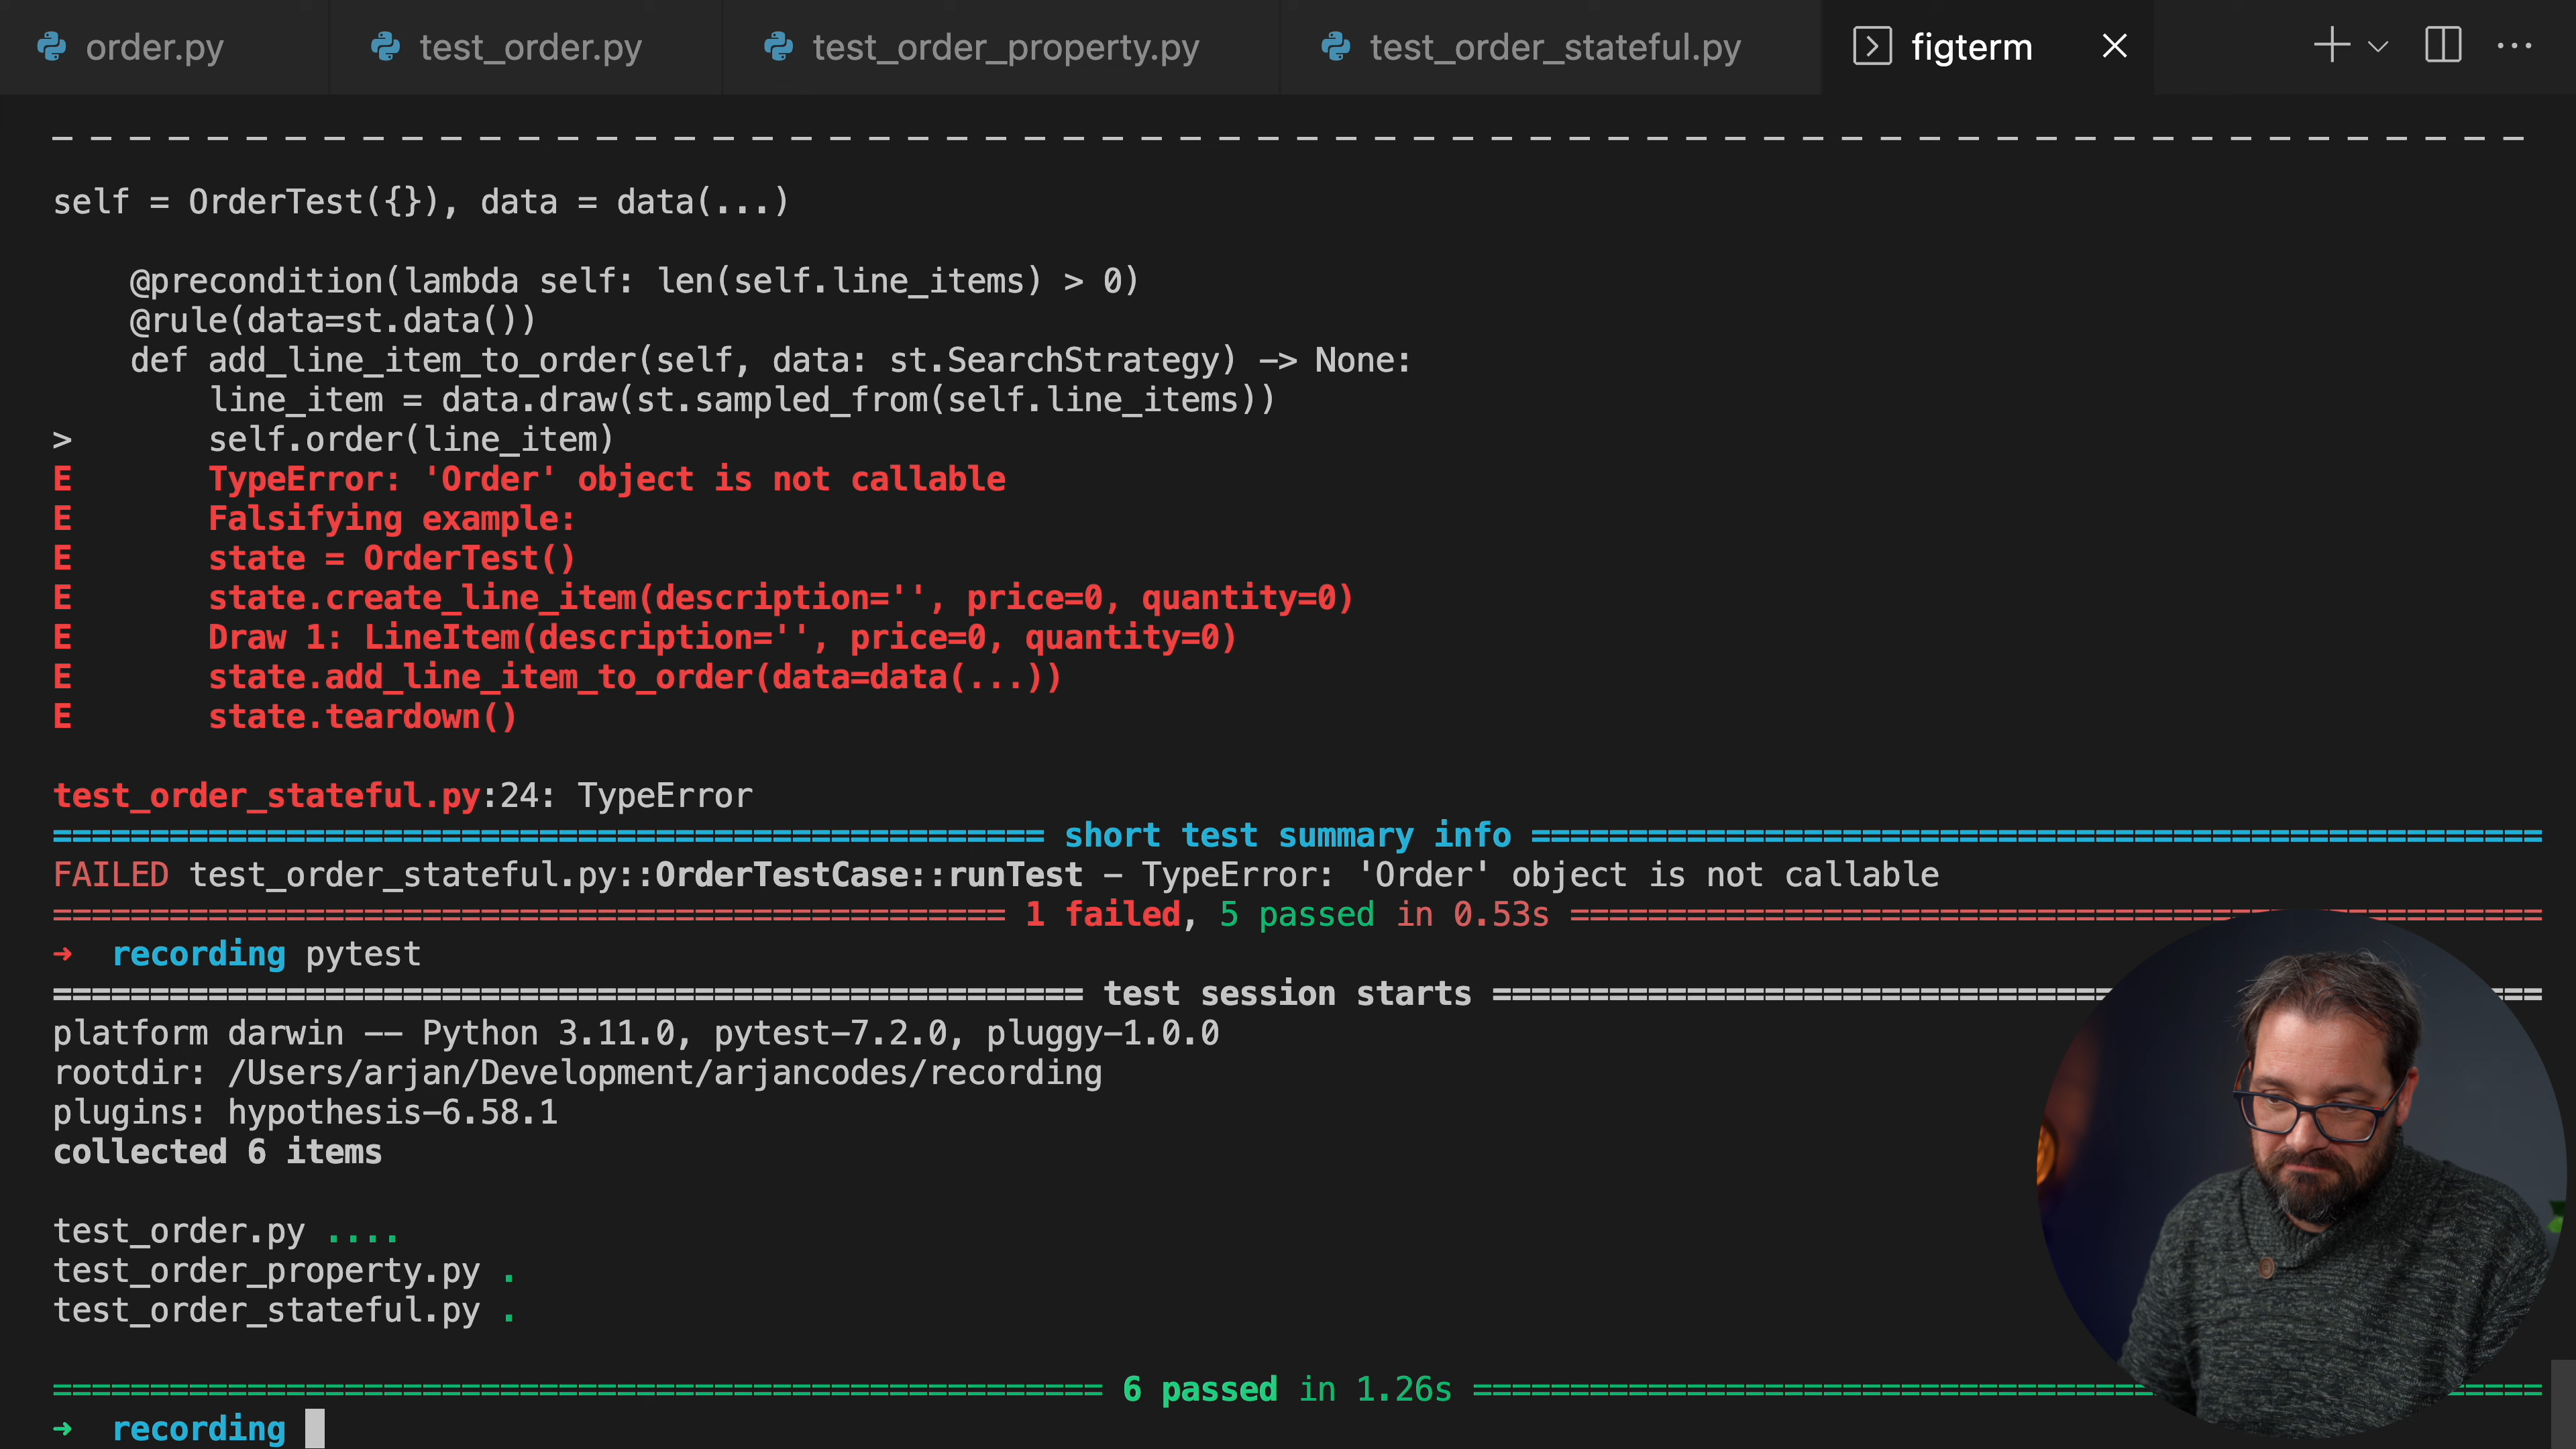 order.py
test_order.py
test_order_property.py
test_order_stateful.py
figterm
self = OrderTest({}), data = data(...)
@precondition(lambda self: len(self.line_items) > 0)
@rule(data=st.data())
def add_line_item_to_order(self, data: st.SearchStrategy) -> None:
line_item = data.draw(st.sampled_from(self.line_items))
> self.order(line_item)
E TypeError: 'Order' object is not callable
E Falsifying example:
E state = OrderTest()
E state.create_line_item(description='', price=0, quantity=0)
E Draw 1: LineItem(description='', price=0, quantity=0)
E state.add_line_item_to_order(data=data(...))
E state.teardown()
test_order_stateful.py:24: TypeError
short test summary info
FAILED test_order_stateful.py::OrderTestCase::runTest - TypeError: 'Order' object is not callable
1 failed, 5 passed in 0.53s
➜ recording pytest
test session starts
platform darwin -- Python 3.11.0, pytest-7.2.0, pluggy-1.0.0
rootdir: /Users/arjan/Development/arjancodes/recording
plugins: hypothesis-6.58.1
collected 6 items
test_order.py ....
test_order_property.py .
test_order_stateful.py .
6 passed in 1.26s
➜ recording